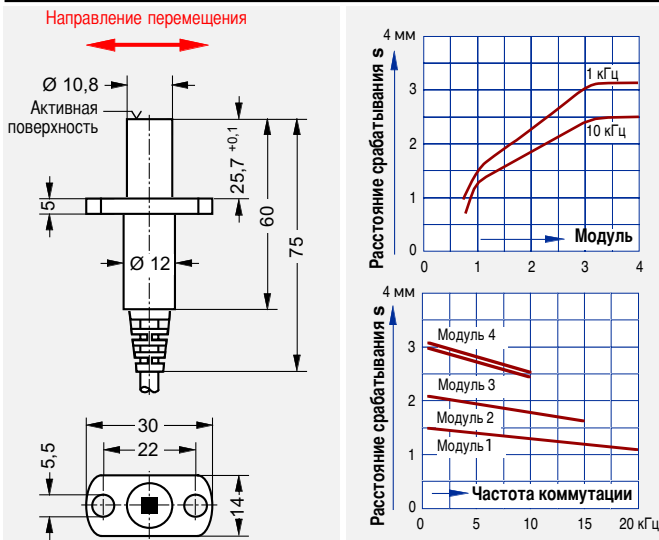 Направление перемещения
Ø 10,8
Активная
поверхность
25,7 +0,1
5
60
75
Ø 12
30
22
5,5
14
Расстояние срабатывания s
4 мм
3
2
1
0
1 кГц
10 кГц
Модуль
0 1 2 3 4
Расстояние срабатывания s
4 мм
3
2
1
Модуль 4
Модуль 3
Модуль 2
Модуль 1
Частота коммутации
0 5 10 15 20 кГц